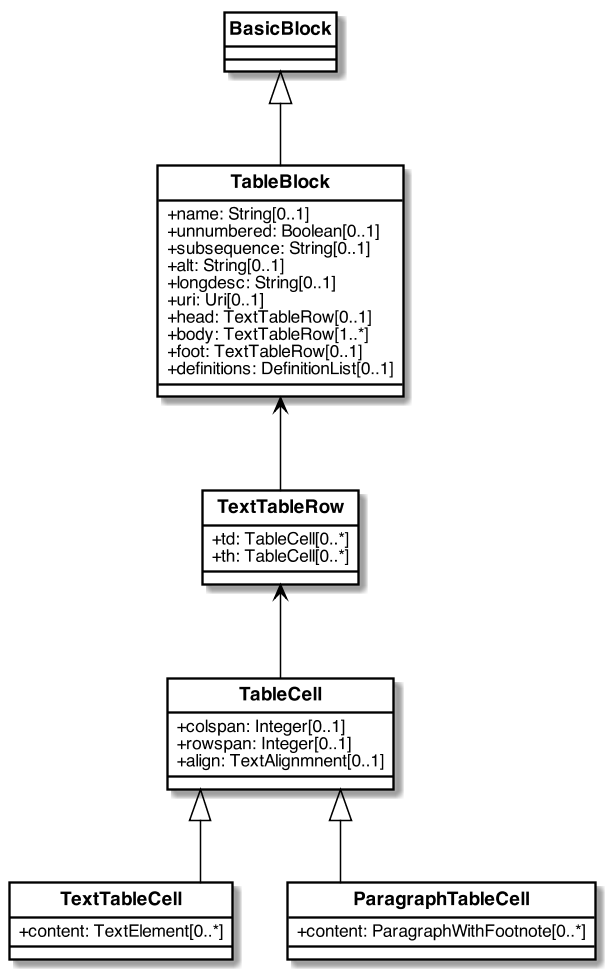 BasicBlock
TableBlock
+name: String[0..1]
+unnumbered: Boolean[0..1]
+subsequence: String[0..1]
+alt: String[0..1]
+longdesc: String[0..1]
+uri: Uri[0..1]
+head: TextTableRow[0..1]
+body: TextTableRow[1..*]
+foot: TextTableRow[0..1]
+definitions: DefinitionList[0..1]
TextTableRow
+td: TableCell[0..*]
+th: TableCell[0..*]
TableCell
+colspan: Integer[0..1]
+rowspan: Integer[0..1]
+align: TextAlignmnent[0..1]
TextTableCell
+content: TextElement[0..*]
ParagraphTableCell
+content: ParagraphWithFootnote[0..*]